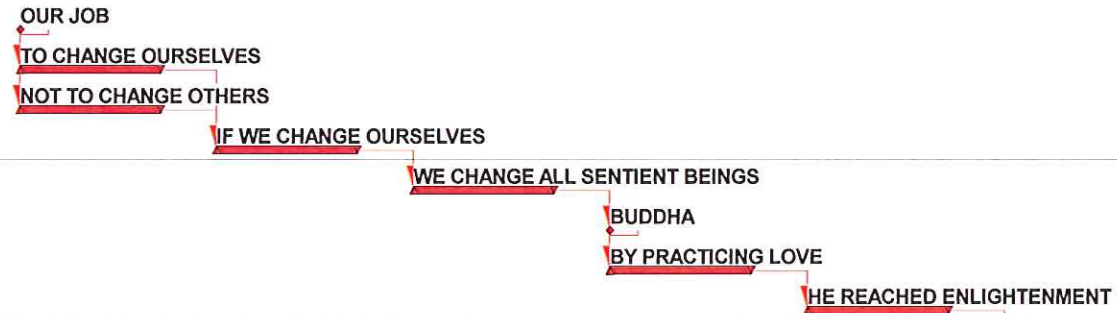 OUR JOB
TO CHANGE OURSELVES
NOT TO CHANGE OTHERS
IF WE CHANGE OURSELVES
WE CHANGE ALL SENTIENT BEINGS
BUDDHA
BY PRACTICING LOVE
HE REACHED ENLIGHTENMENT